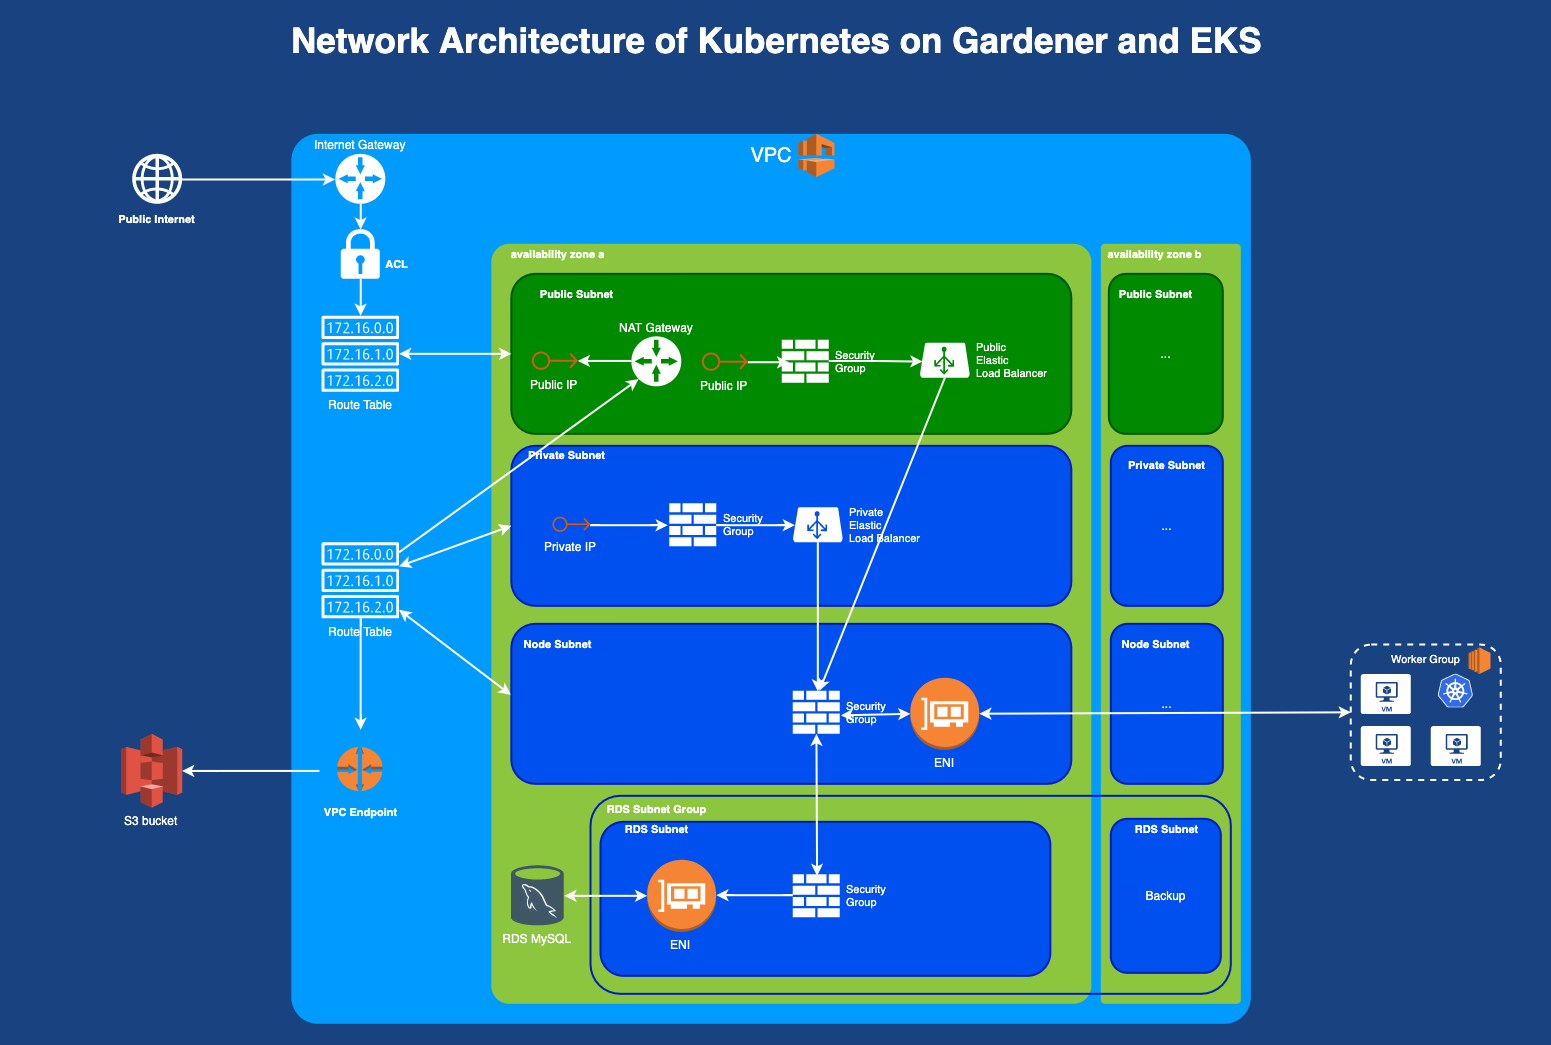 Network Architecture of Kubernetes on Gardener and EKS
Internet Gateway
VPC
Public Internet
ACL
172.16.0.0
172.16.1.0
172.16.2.0
Route Table
availability zone a
Public Subnet
NAT Gateway
Public IP
Public IP
Security
Group
Public
Elastic
Load Balancer
availability zone b
Public Subnet
...
Private Subnet
Private IP
Security
Group
Private
Elastic
Load Balancer
Private Subnet
...
172.16.0.0
172.16.1.0
172.16.2.0
Route Table
Node Subnet
Security
Group
ENI
Node Subnet
...
Worker Group
VM
VM
VM
S3 bucket
VPC Endpoint
RDS Subnet Group
RDS Subnet
RDS MySQL
ENI
Security
Group
RDS Subnet
Backup